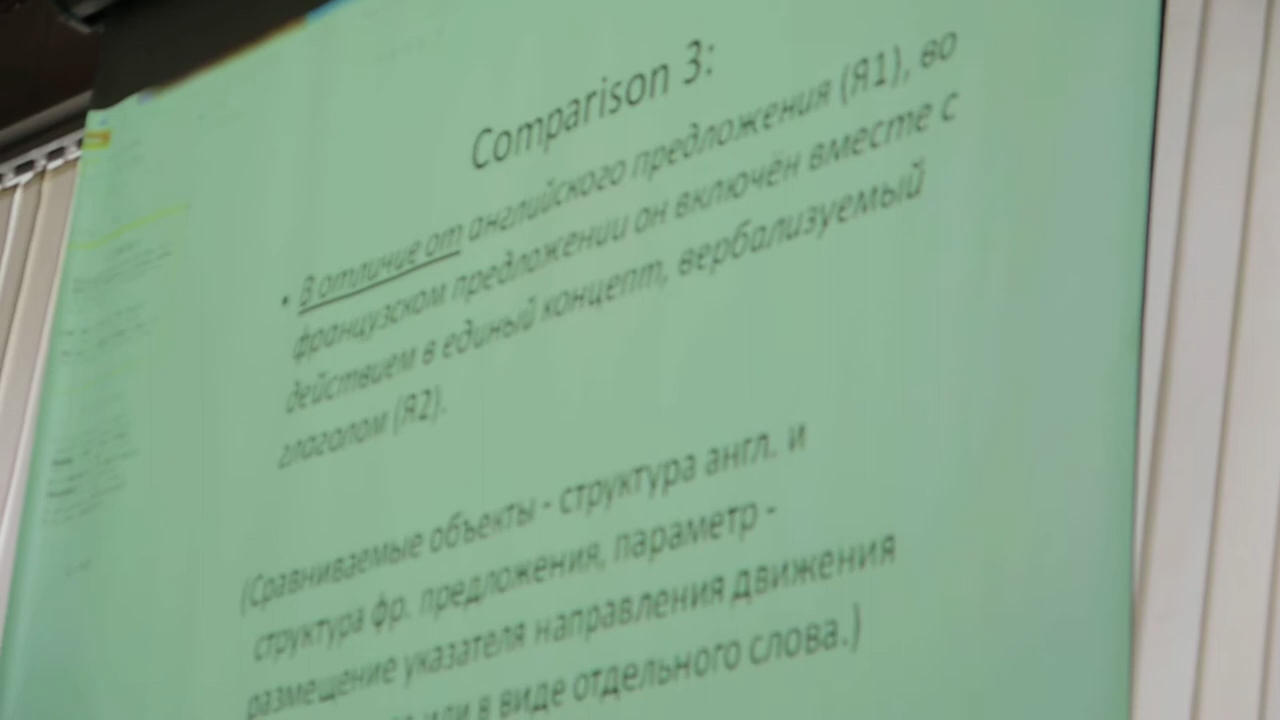 Comparison 3:
• В отличие от английского предложения (Я1), во
французском предложении он включён вместе с
действием в единый концепт, вербализуемый
глаголом (Я2).
(Сравниваемые объекты - структура англ. и
структура фр. предложения, параметр -
размещение указателя направления движения
или в виде отдельного слова.)